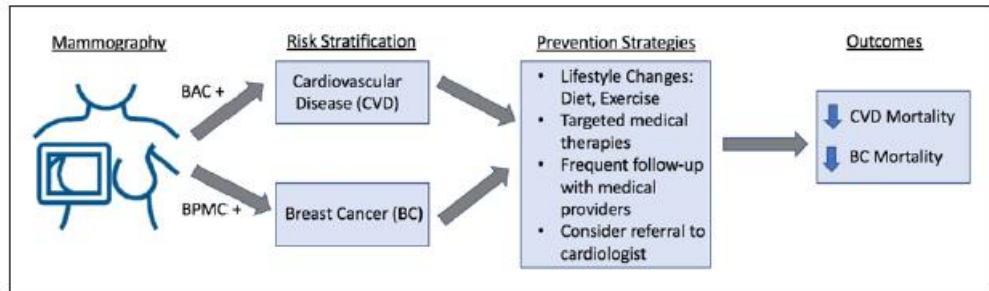 Mammography
Risk Stratification
Prevention Strategies
Outcomes
BAC +
Cardiovascular
Disease (CVD)
BPMC +
Breast Cancer (BC)
• Lifestyle Changes:
Diet, Exercise
• Targeted medical
therapies
• Frequent follow-up
with medical
providers
• Consider referral to
cardiologist
CVD Mortality
BC Mortality